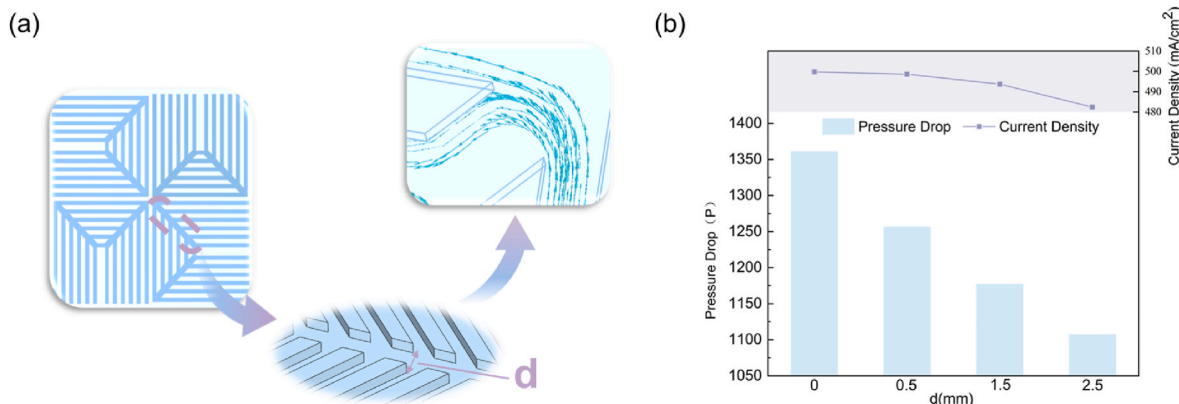 (a)
d
(b)
510
500
490
480
Current Density (mA/cm²)
Pressure Drop
Current Density
1400
1350
1300
1250
1200
1150
1100
1050
Pressure Drop（P）
0
0.5
1.5
2.5
d(mm)